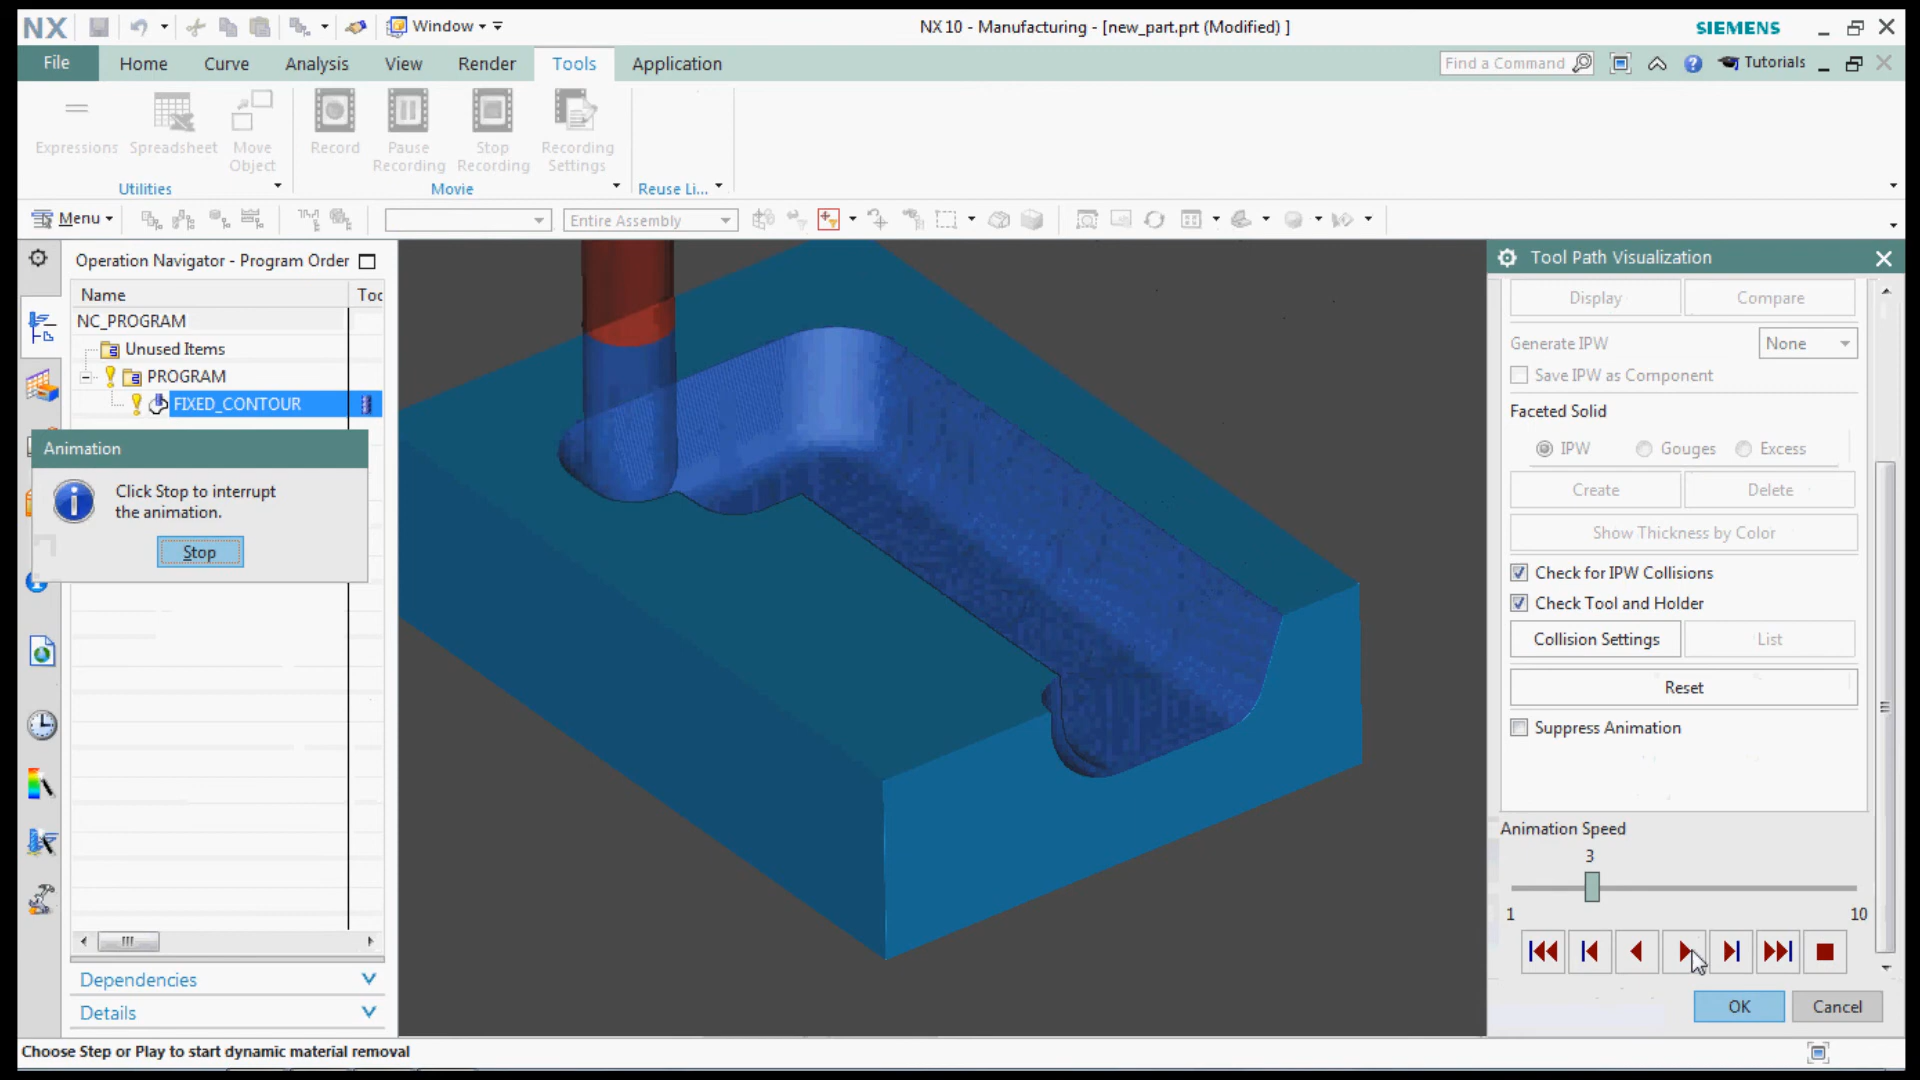 NX
Window
NX 10 - Manufacturing - [new_part.prt (Modified) ]
SIEMENS
File
Home
Curve
Analysis
View
Render
Tools
Application
Find a Command
Tutorials
Expressions
Spreadsheet
Move
Object
Record
Pause
Recording
Stop
Recording
Recording
Settings
Utilities
Movie
Reuse Li...
Menu
Entire Assembly
Operation Navigator - Program Order
Name
Toc
NC_PROGRAM
Unused Items
PROGRAM
FIXED_CONTOUR
Animation
Click Stop to interrupt
the animation.
Stop
Dependencies
Details
Tool Path Visualization
Display
Compare
Generate IPW
None
Save IPW as Component
Faceted Solid
IPW
Gouges
Excess
Create
Delete
Show Thickness by Color
Check for IPW Collisions
Check Tool and Holder
Collision Settings
List
Reset
Suppress Animation
Animation Speed
3
1
10
OK
Cancel
Choose Step or Play to start dynamic material removal